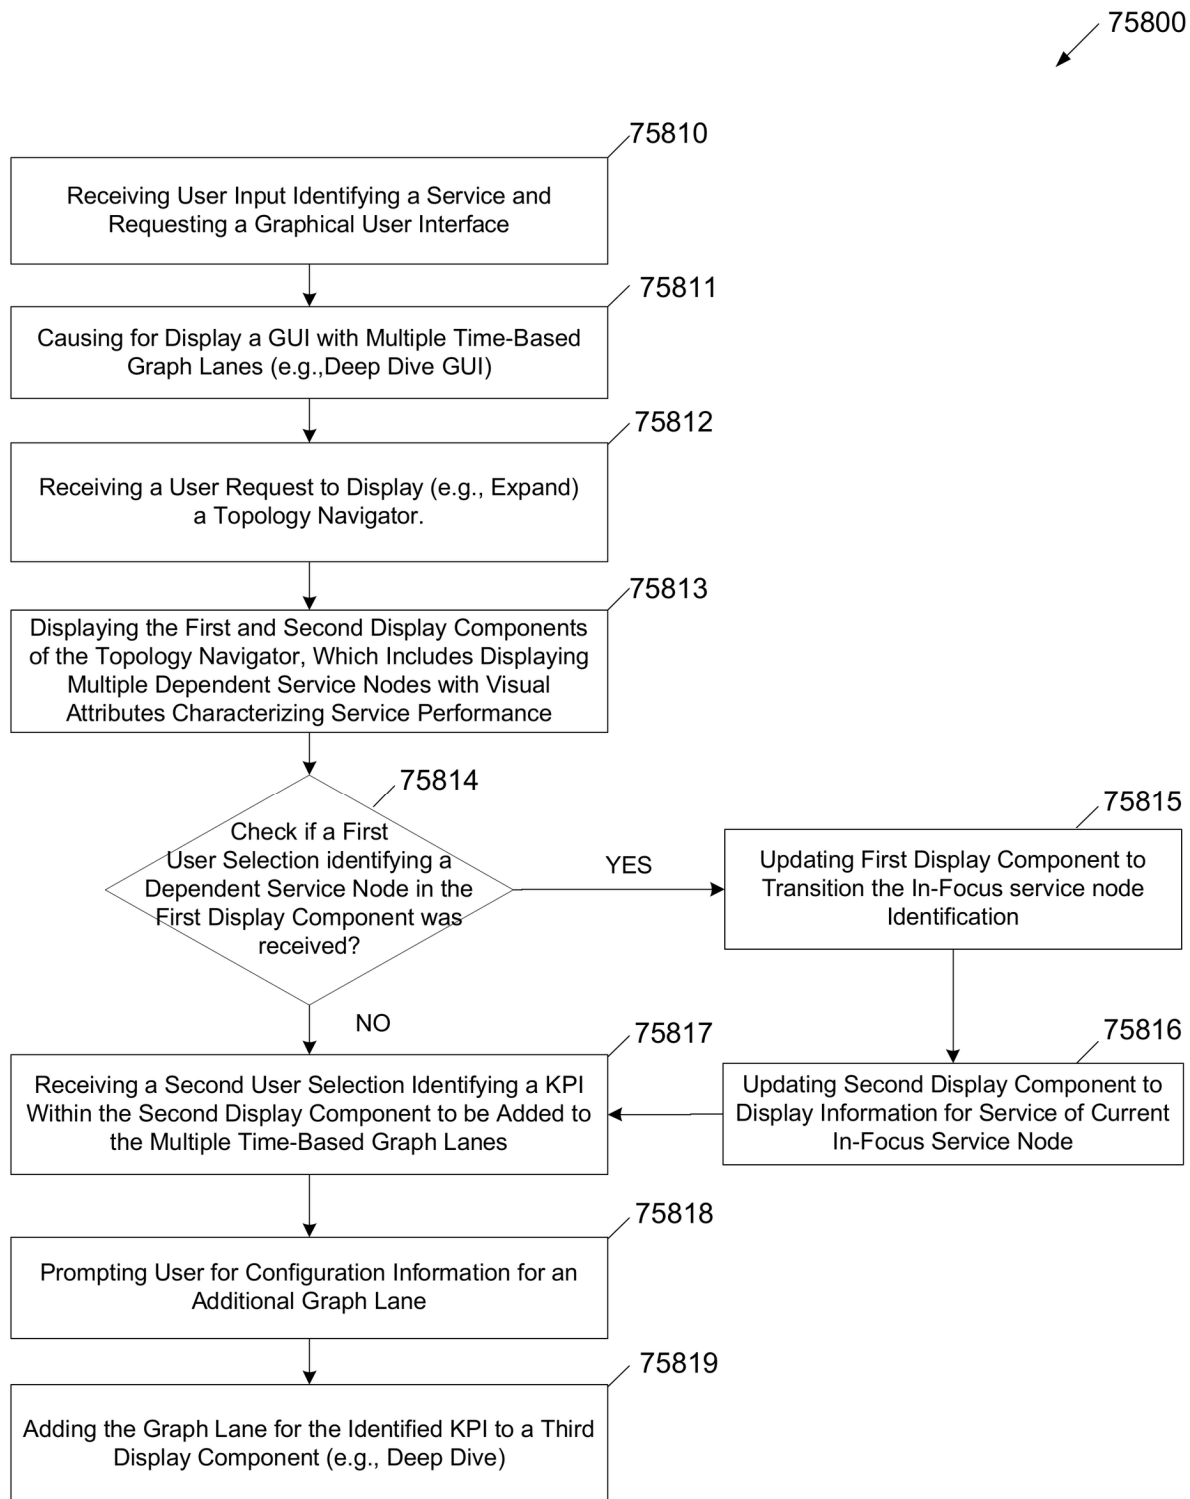 75800
75810
Receiving User Input Identifying a Service and
Requesting a Graphical User Interface
75811
Causing for Display a GUI with Multiple Time-Based
Graph Lanes (e.g.,Deep Dive GUI)
75812
Receiving a User Request to Display (e.g., Expand)
a Topology Navigator.
75813
Displaying the First and Second Display Components
of the Topology Navigator, Which Includes Displaying
Multiple Dependent Service Nodes with Visual
Attributes Characterizing Service Performance
75814
Check if a First
User Selection identifying a
Dependent Service Node in the
First Display Component was
received?
YES
75815
Updating First Display Component to
Transition the In-Focus service node
Identification
NO
75816
Updating Second Display Component to
Display Information for Service of Current
In-Focus Service Node
75817
Receiving a Second User Selection Identifying a KPI
Within the Second Display Component to be Added to
the Multiple Time-Based Graph Lanes
75818
Prompting User for Configuration Information for an
Additional Graph Lane
75819
Adding the Graph Lane for the Identified KPI to a Third
Display Component (e.g., Deep Dive)